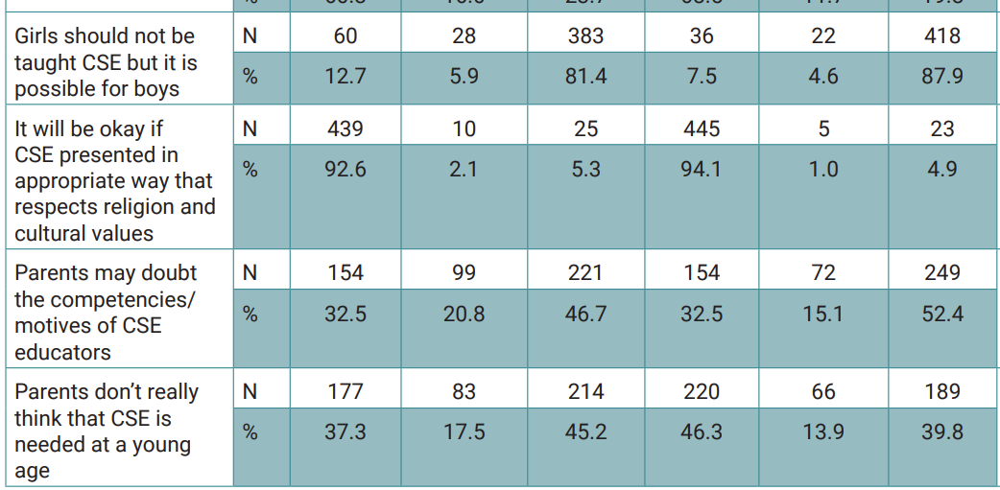 Girls should not be taught CSE but it is possible for boys N 60 28 383 36 22 418
% 12.7 5.9 81.4 7.5 4.6 87.9
It will be okay if CSE presented in appropriate way that respects religion and cultural values N 439 10 25 445 5 23
% 92.6 2.1 5.3 94.1 1.0 4.9
Parents may doubt the competencies/ motives of CSE educators N 154 99 221 154 72 249
% 32.5 20.8 46.7 32.5 15.1 52.4
Parents don’t really think that CSE is needed at a young age N 177 83 214 220 66 189
% 37.3 17.5 45.2 46.3 13.9 39.8